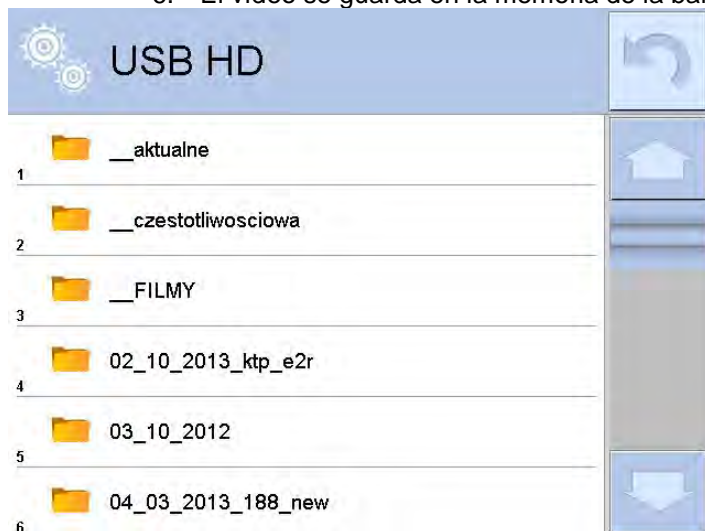 USB HD
__aktualne
1
__czestotliwosciowa
2
__FILMY
3
02_10_2013_ktp_e2r
4
03_10_2012
5
04_03_2013_188_new
6